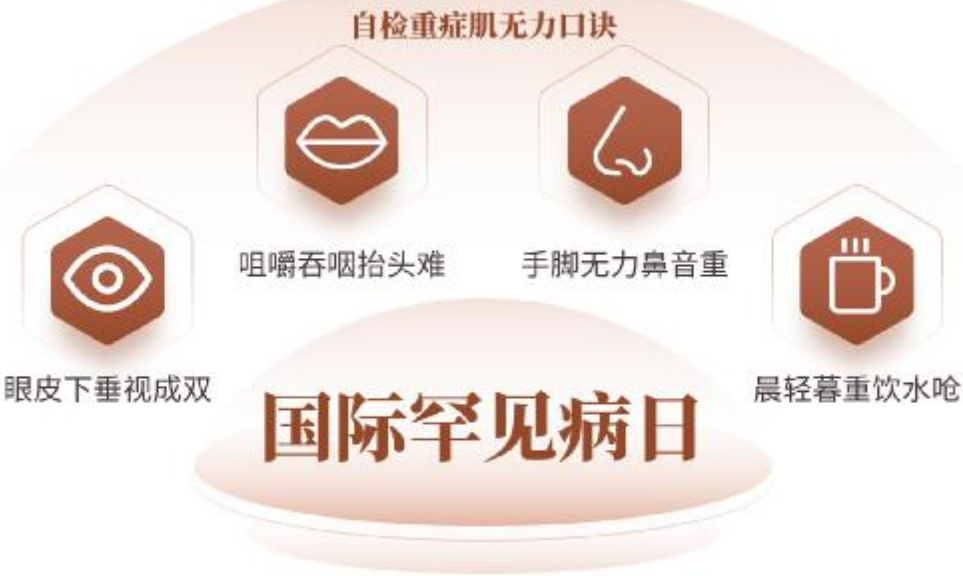 自检重症肌无力口诀
眼皮下垂视成双
咀嚼吞咽抬头难
手脚无力鼻音重
晨轻暮重饮水呛
国际罕见病日